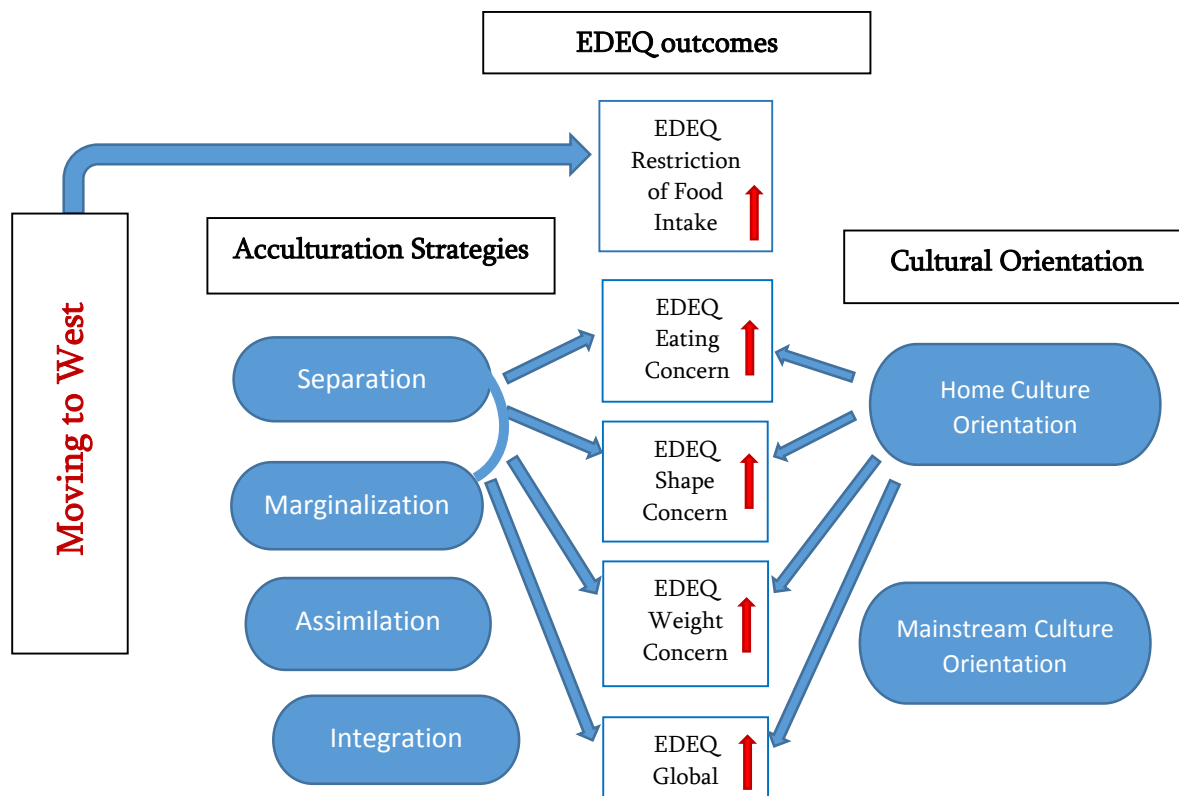 EDEQ outcomes
EDEQ
Restriction
of Food
Intake
Moving to West
Acculturation Strategies
Cultural Orientation
Separation
Marginalization
Assimilation
Integration
EDEQ
Eating
Concern
EDEQ
Shape
Concern
EDEQ
Weight
Concern
EDEQ
Global
Home Culture
Orientation
Mainstream Culture
Orientation